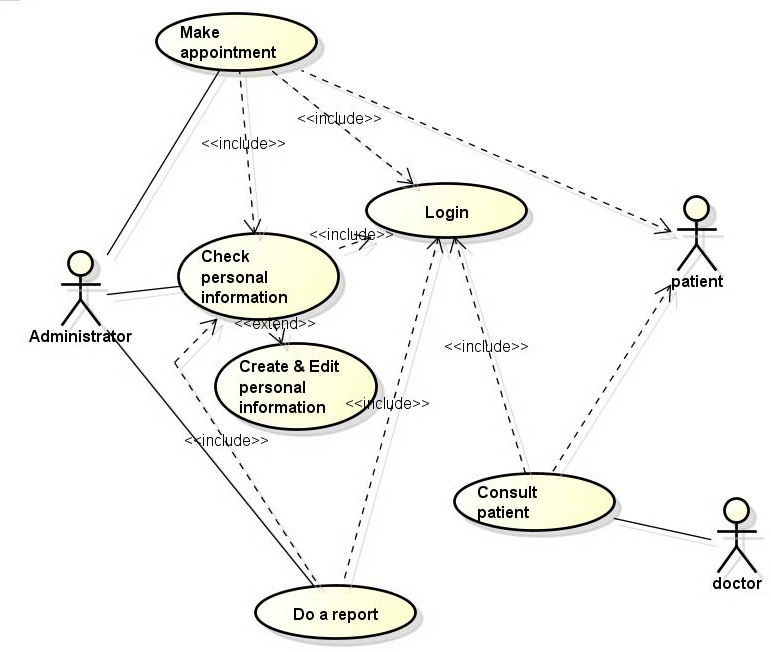 Make
appointment
<<include>>
<<include>>
Login
<<include>>
Check
personal
information
patient
Administrator
<<extend>>
<<include>>
Create & Edit
personal
information
<<include>>
<<include>>
Consult
patient
doctor
Do a report